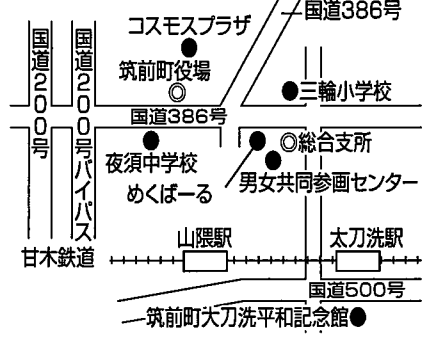 国道386号
コスモスプラザ
国道200号
国道200号バイパス
筑前町役場
三輪小学校
国道386号
総合支所
夜須中学校
男女共同参画センター
めくばーる
山隈駅
太刀洗駅
甘木鉄道
国道500号
筑前町大刀洗平和記念館